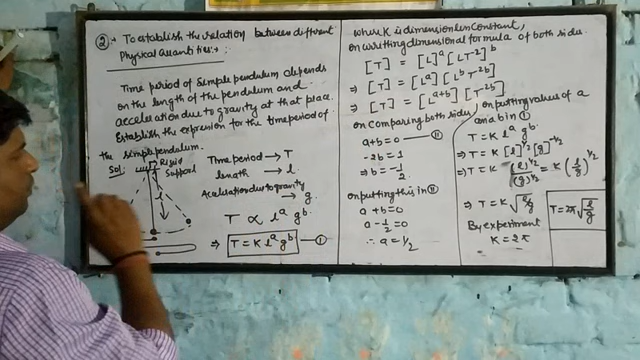 ② → To establish the relation between different
Physical Quantities :→ :
Time period of simple pendulum depends
on the length of the pendulum and
acceleration due to gravity at that place.
Establish the expression for the time period of
the simple pendulum.
Sol:
Rigid
Support
l
Time period → T
length → l
Acceleration due to gravity
→ g
T ∝ l^a g^b
⇒ T = K l^a g^b — ①
where K is dimensionless constant,
on writing dimensional formula of both side
[T] = [L]^a [LT^-2]^b
⇒ [T] = [L^a] [L^b T^-2b]
⇒ [T] = [L^a+b] [T^-2b]
on comparing both sides
a+b=0 — ⑪
-2b=1
⇒ b=-1/2
on putting this in ⑪
a+b=0
a-1/2=0
∴ a=1/2
on putting values of a
and b in ①
T = K l^a g^b
⇒ T = K [l]^1/2 [g]^-1/2
⇒ T = K [l]^1/2/(g)^1/2 = K (l/g)^1/2
⇒ T = K √l/g
By experiment
K = 2π
T = 2π √l/g